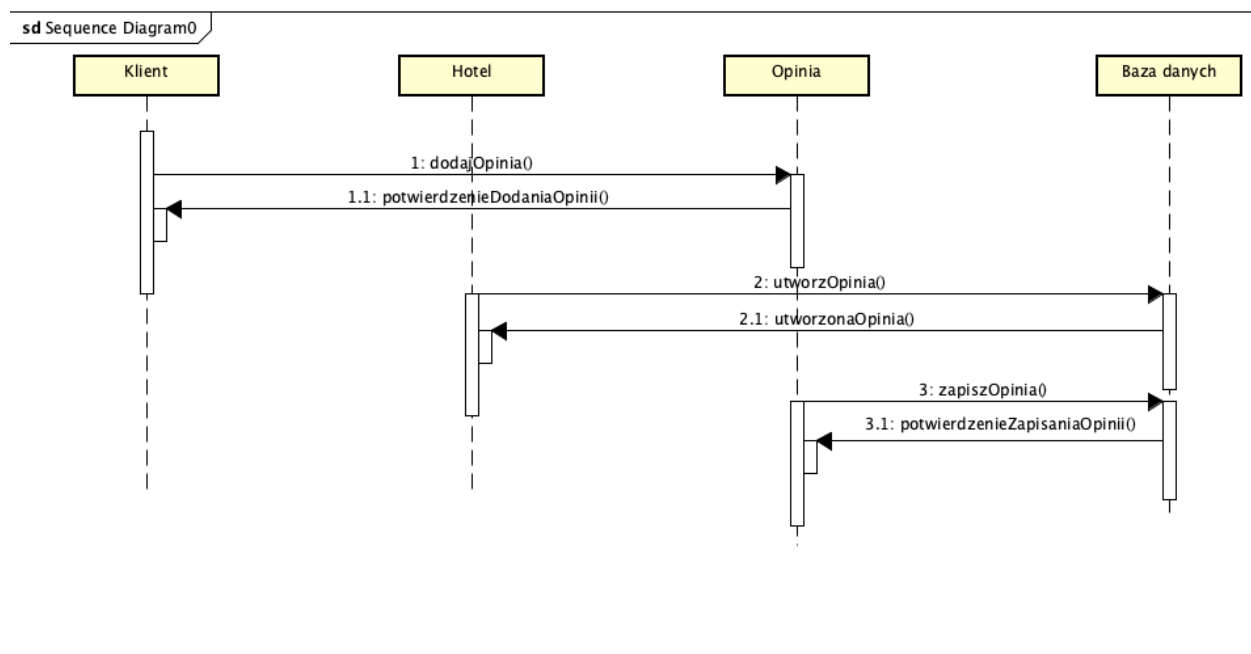 sd Sequence Diagram0
Klient
Hotel
Opinia
Baza danych
1: dodajOpinia()
1.1: potwierdzenieDodaniaOpinii()
2: utworzOpinia()
2.1: utworzonaOpinia()
3: zapiszOpinia()
3.1: potwierdzenieZapisaniaOpinii()